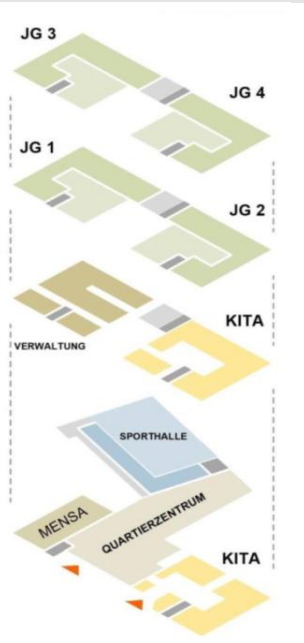 JG 3
JG 4
JG 1
JG 2
KITA
VERWALTUNG
SPORTHALLE
MENSA
QUARTIERZENTRUM
KITA